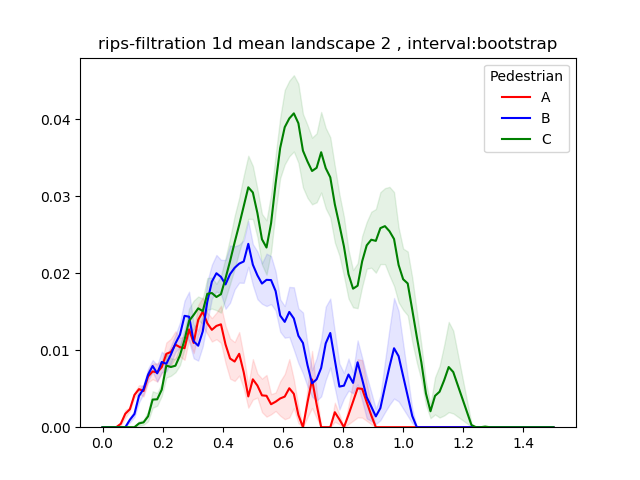 rips-filtration 1d mean landscape 2 , interval:bootstrap
Pedestrian
A
B
C
0.04
0.03
0.02
0.01
0.00
0.0 0.2 0.4 0.6 0.8 1.0 1.2 1.4